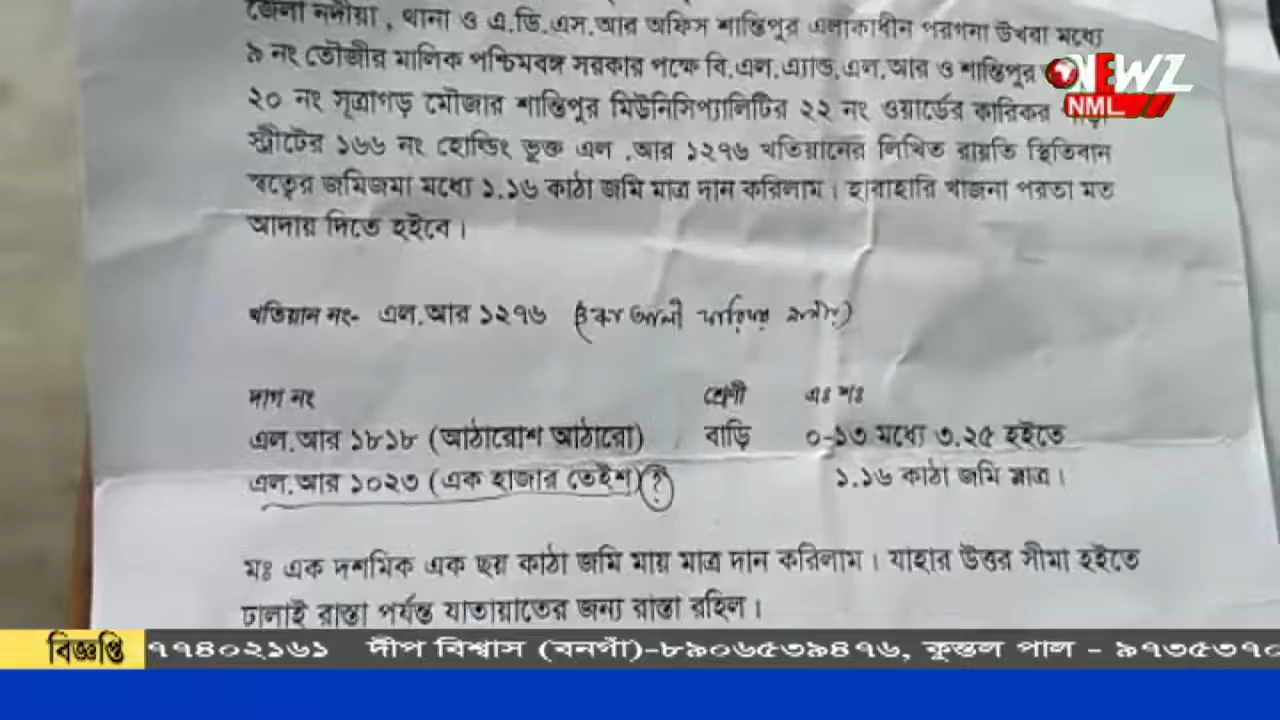 জেলা নদীয়া, থানা ও এ.ডি.এস.আর অফিস শান্তিপুর এলাকাধীন পরগনা উখরা মধ্যে
৯ নং তৌজীর মালিক পশ্চিমবঙ্গ সরকার পক্ষে বি.এল.এ্যান্ড.এল.আর ও শান্তিপুর
NEWZ
NML
২০ নং সূত্রাগড় মৌজার শান্তিপুর মিউনিসিপ্যালিটির ২২ নং ওয়ার্ডের কারিকর
স্ট্রীটের ১৬৬ নং হোল্ডিং ভুক্ত এল .আর ১২৭৬ খতিয়ানের লিখিত রায়তি স্থিতিবান
স্বত্বের জমিজমা মধ্যে ১.১৬ কাঠা জমি মাত্র দান করিলাম। হারাহারি খাজনা পরতা মত
আদায় দিতে হইবে।
খতিয়ান নং- এল.আর ১২৭৬
দাগ নং শ্রেণী এঃ শঃ
এল.আর ১৮১৮ (আঠারোশ আঠারো) বাড়ি ০-১৩ মধ্যে ৩.২৫ হইতে
এল.আর ১০২৩ (এক হাজার তেইশ) ? ১.১৬ কাঠা জমি মাত্র।
মঃ এক দশমিক এক ছয় কাঠা জমি মায় মাত্র দান করিলাম। যাহার উত্তর সীমা হইতে
ঢালাই রাস্তা পর্যন্ত যাতায়াতের জন্য রাস্তা রহিল।
বিজ্ঞপ্তি ৭৭৪০২১৬১ দীপ বিশ্বাস (বনগাঁ)-৮৯০৬৫৩৯৪৭৬, কুন্তল পাল - ৯৭৩৫৩৭০